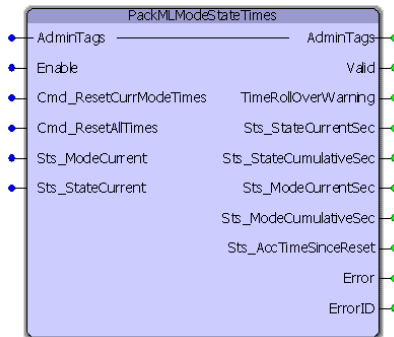 PackMLModeStateTimes
AdminTags AdminTags
Enable Valid
Cmd_ResetCurrModeTimes TimeRollOverWarning
Cmd_ResetAllTimes Sts_StateCurrentSec
Sts_ModeCurrent Sts_StateCumulativeSec
Sts_StateCurrent Sts_ModeCurrentSec
Sts_ModeCumulativeSec
Sts_AccTimeSinceReset
Error
ErrorID